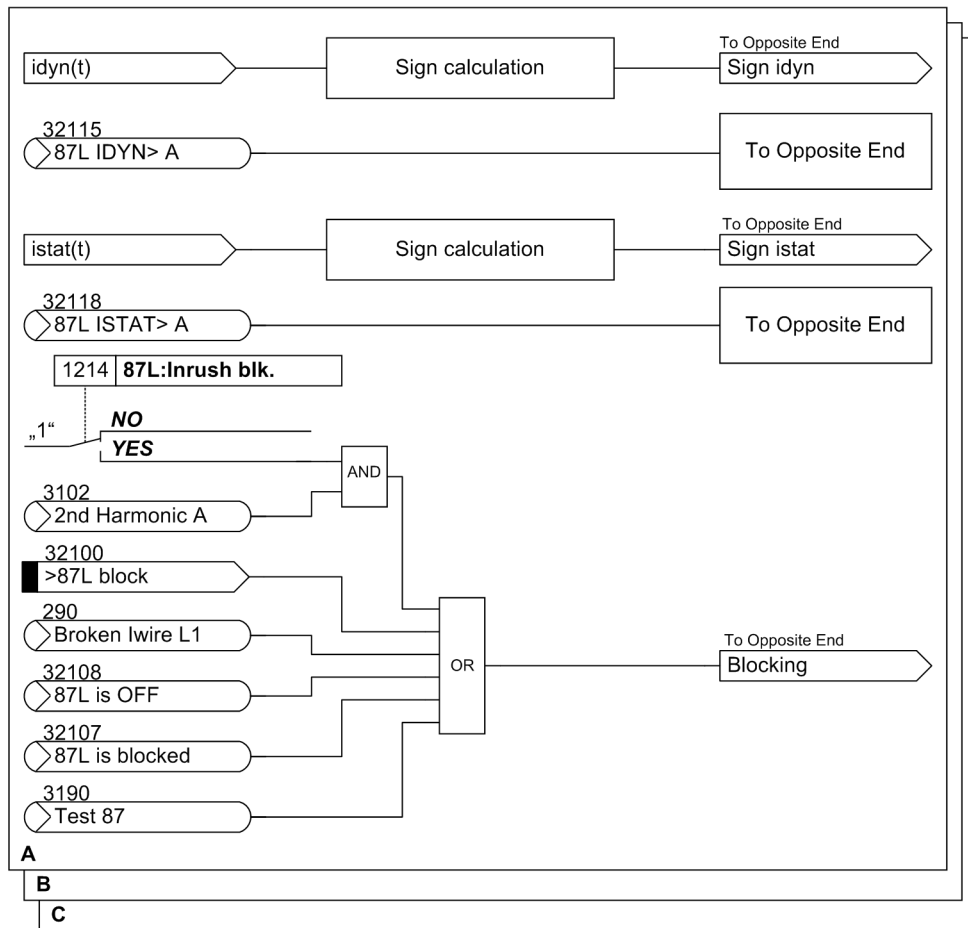 idyn(t)
Sign calculation
To Opposite End
Sign idyn
32115
87L IDYN> A
To Opposite End
istat(t)
Sign calculation
To Opposite End
Sign istat
32118
87L ISTAT> A
To Opposite End
1214 87L:Inrush blk.
„1“
NO
YES
AND
3102
2nd Harmonic A
32100
>87L block
290
Broken Iwire L1
32108
87L is OFF
OR
To Opposite End
Blocking
32107
87L is blocked
3190
Test 87
A
B
C